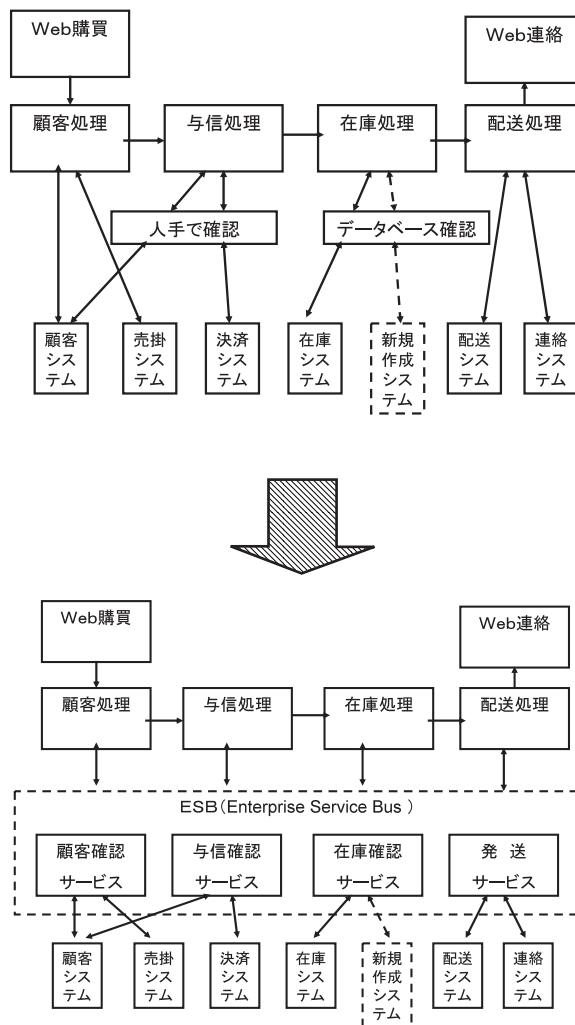 Web購買
Web連絡
顧客処理
与信処理
在庫処理
配送処理
人手で確認
データベース確認
顧客
システム
売掛
システム
決済
システム
在庫
システム
新規
作成
システム
配送
システム
連絡
システム
Web購買
Web連絡
顧客処理
与信処理
在庫処理
配送処理
ESB(Enterprise Service Bus )
顧客確認
サービス
与信確認
サービス
在庫確認
サービス
発 送
サービス
顧客
システム
売掛
システム
決済
システム
在庫
システム
新規
作成
システム
配送
システム
連絡
システム